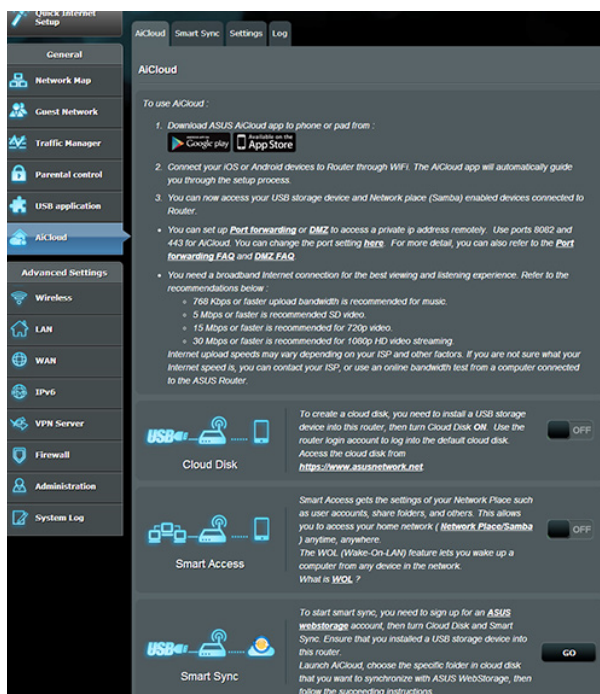 Quick Internet
Setup
General
Network Map
Guest Network
Traffic Manager
Parental control
USB application
AiCloud
Advanced Settings
Wireless
LAN
WAN
IPv6
VPN Server
Firewall
Administration
System Log
AiCloud Smart Sync Settings Log
AiCloud
To use AiCloud :
1. Download ASUS AiCloud app to phone or pad from :
Google play Available on the App Store
2. Connect your iOS or Android devices to Router through WiFi. The AiCloud app will automatically guide
you through the setup process.
3. You can now access your USB storage device and Network place (Samba) enabled devices connected to
Router.
• You can set up Port forwarding or DMZ to access a private ip address remotely. Use ports 8082 and
443 for AiCloud. You can change the port setting here. For more detail, you can also refer to the Port
forwarding FAQ and DMZ FAQ.
• You need a broadband Internet connection for the best viewing and listening experience. Refer to the
recommendations below :
768 Kbps or faster upload bandwidth is recommended for music.
5 Mbps or faster is recommended SD video.
15 Mbps or faster is recommended for 720p video.
30 Mbps or faster is recommended for 1080p HD video streaming.
Internet upload speeds may vary depending on your ISP and other factors. If you are not sure what your
Internet speed is, you can contact your ISP, or use an online bandwidth test from a computer connected
to the ASUS Router.
USB
Cloud Disk
To create a cloud disk, you need to install a USB storage
device into this router, then turn Cloud Disk ON. Use the
router login account to log into the default cloud disk.
Access the cloud disk from
https://www.asusnetwork.net.
OFF
Smart Access
Smart Access gets the settings of your Network Place such
as user accounts, share folders, and others. This allows
you to access your home network ( Network Place/Samba
) anytime, anywhere.
The WOL (Wake-On-LAN) feature lets you wake up a
computer from any device in the network.
What is WOL ?
OFF
USB
Smart Sync
To start smart sync, you need to sign up for an ASUS
webstorage account, then turn Cloud Disk and Smart
Sync. Ensure that you installed a USB storage device into
this router.
Launch AiCloud, choose the specific folder in cloud disk
that you want to synchronize with ASUS WebStorage, then
follow the succeeding instructions.
GO